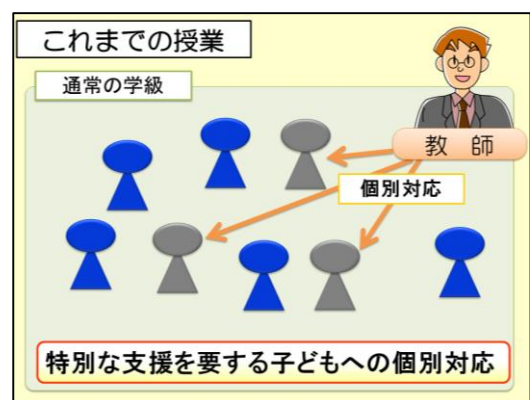 これまでの授業
通常の学級
教　師
個別対応
特別な支援を要する子どもへの個別対応